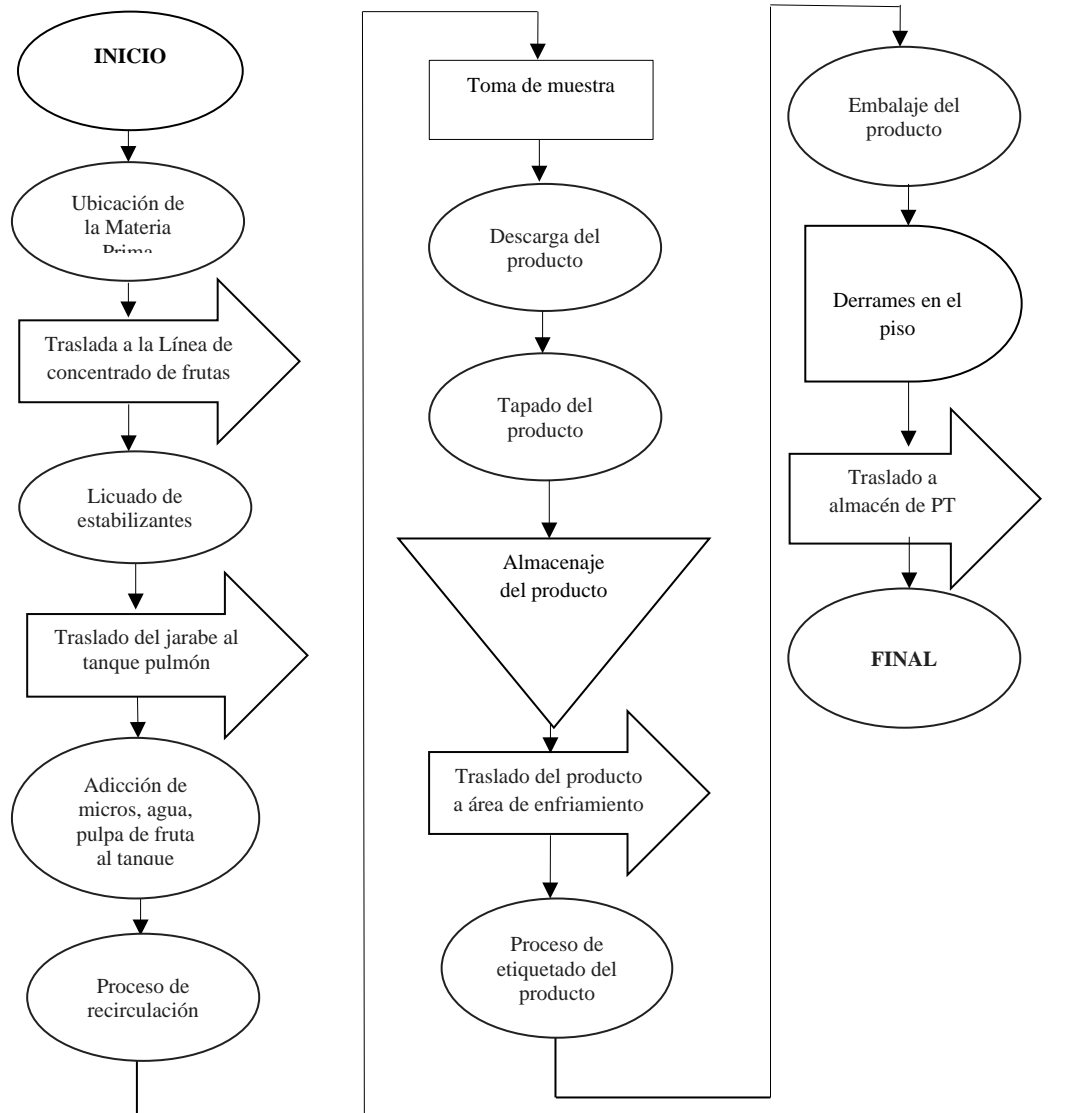 INICIO
Ubicación de
la Materia
Prima
Traslada a la Línea de
concentrado de frutas
Licuado de
estabilizantes
Traslado del jarabe al
tanque pulmón
Adicción de
micros, agua,
pulpa de fruta
al tanque
Proceso de
recirculación
Toma de muestra
Descarga del
producto
Tapado del
producto
Almacenaje
del producto
Traslado del producto
a área de enfriamiento
Proceso de
etiquetado del
producto
Embalaje del
producto
Derrames en el
piso
Traslado a
almacén de PT
FINAL